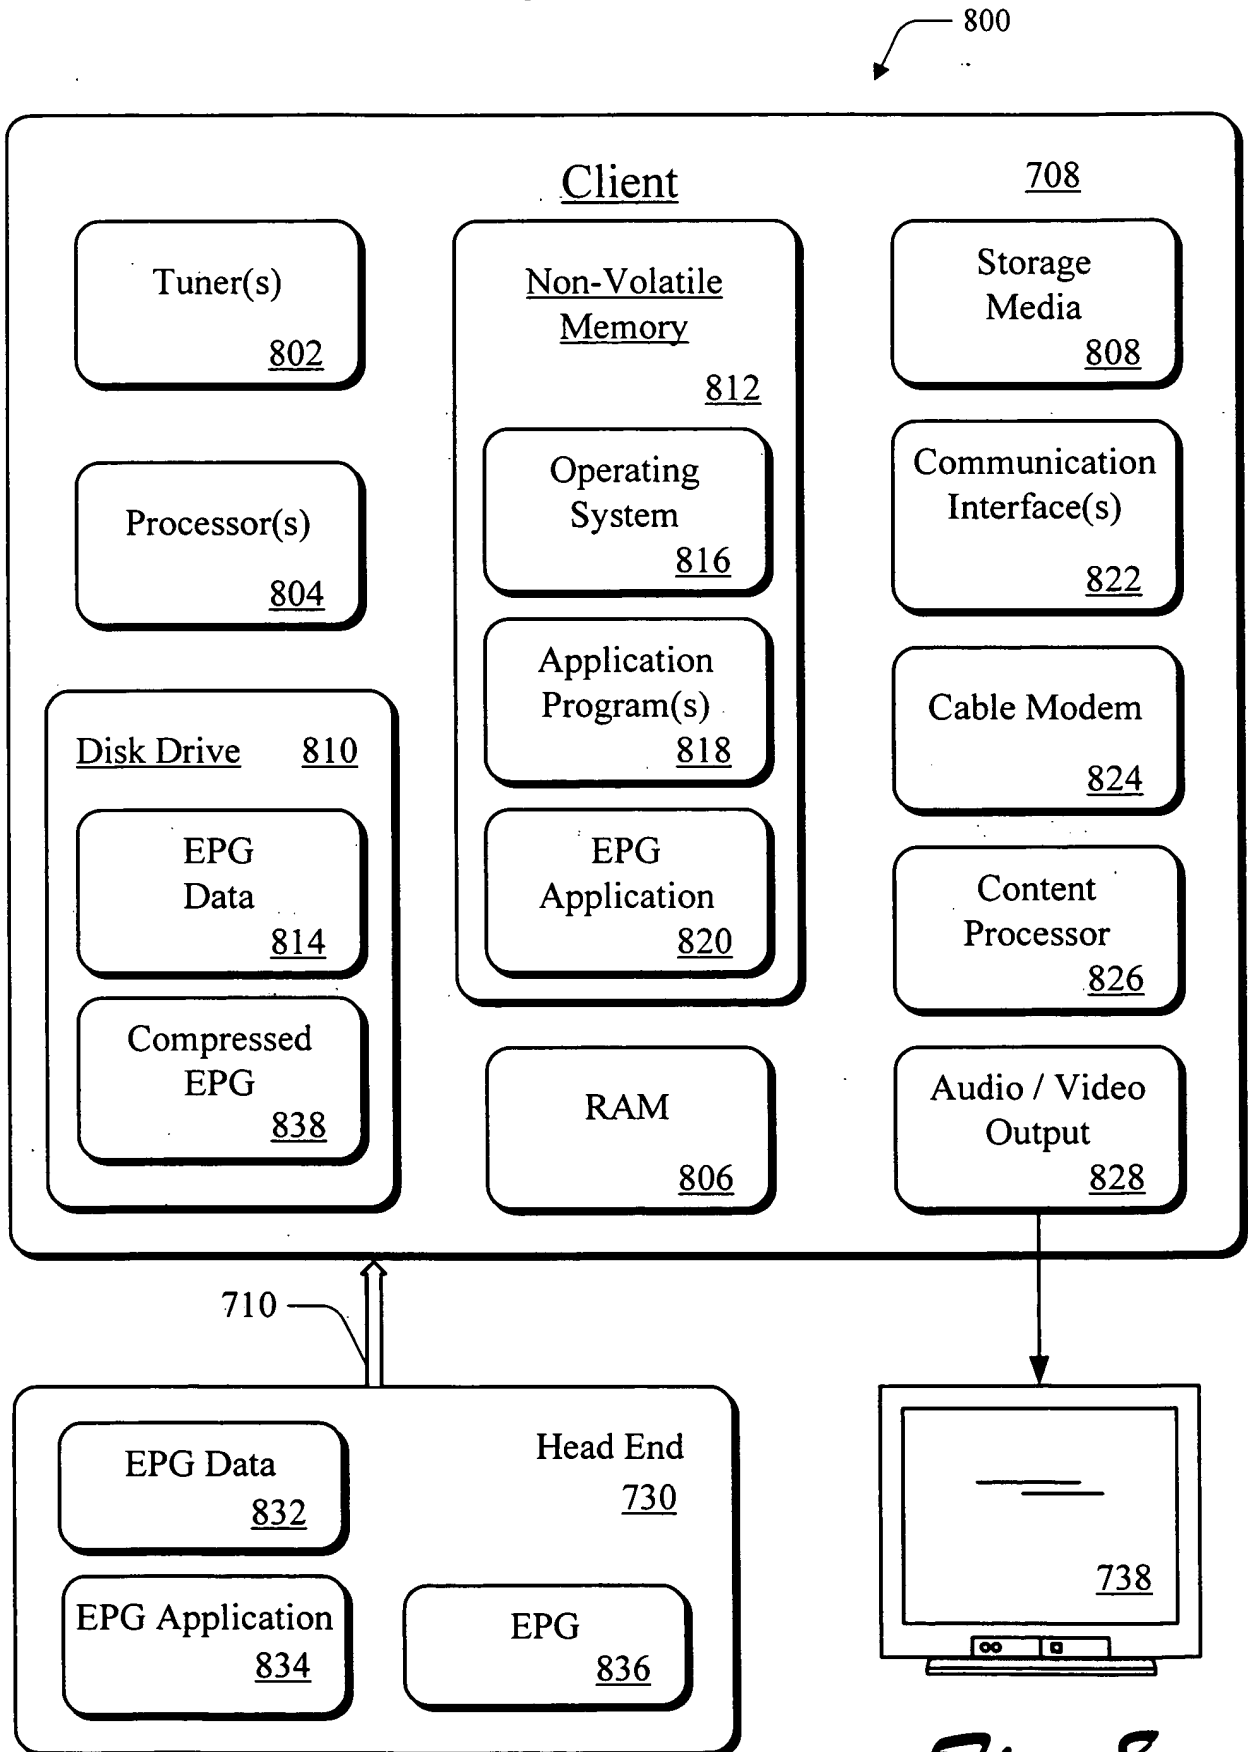 800
Client
708
Tuner(s)
802
Non-Volatile
Memory
812
Storage
Media
808
Processor(s)
804
Operating
System
816
Communication
Interface(s)
822
Application
Program(s)
818
Cable Modem
824
Disk Drive 810
EPG
Data
814
EPG
Application
820
Content
Processor
826
Compressed
EPG
838
RAM
806
Audio / Video
Output
828
710
Head End
730
EPG Data
832
EPG Application
834
EPG
836
738